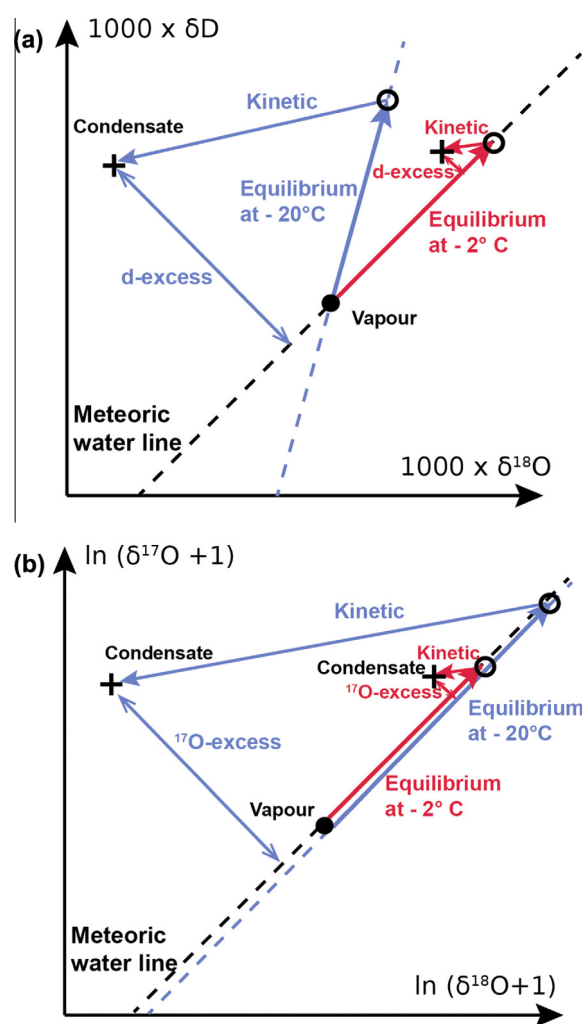 (a)
1000 x δD
Kinetic
Condensate
Kinetic
d-excess
Equilibrium
at - 20°C
Equilibrium
at - 2° C
d-excess
Vapour
Meteoric
water line
1000 x δ¹⁸O
(b)
ln (δ¹⁷O +1)
Kinetic
Condensate
Kinetic
Condensate
¹⁷O-excess
Equilibrium
at - 20°C
¹⁷O-excess
Equilibrium
at - 2° C
Vapour
Meteoric
water line
ln (δ¹⁸O+1)